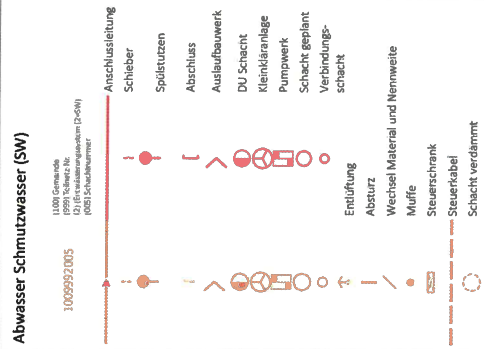 Abwasser Schmutzwasser (SW)
1009992005
(100) Gemeinde
(999) Teilnetz Nr.
(2) Entwässerungssystem (2=SW)
(005) Schachtnummer
Anschlussleitung
Schieber
Spülstutzen
Abschluss
Auslaufbauwerk
DU Schacht
Kleinkläranlage
Pumpwerk
Schacht geplant
Verbindungs-
schacht
Entlüftung
Absturz
Wechsel Material und Nennweite
Muffe
Steuerschrank
Steuerkabel
Schacht verdämmt